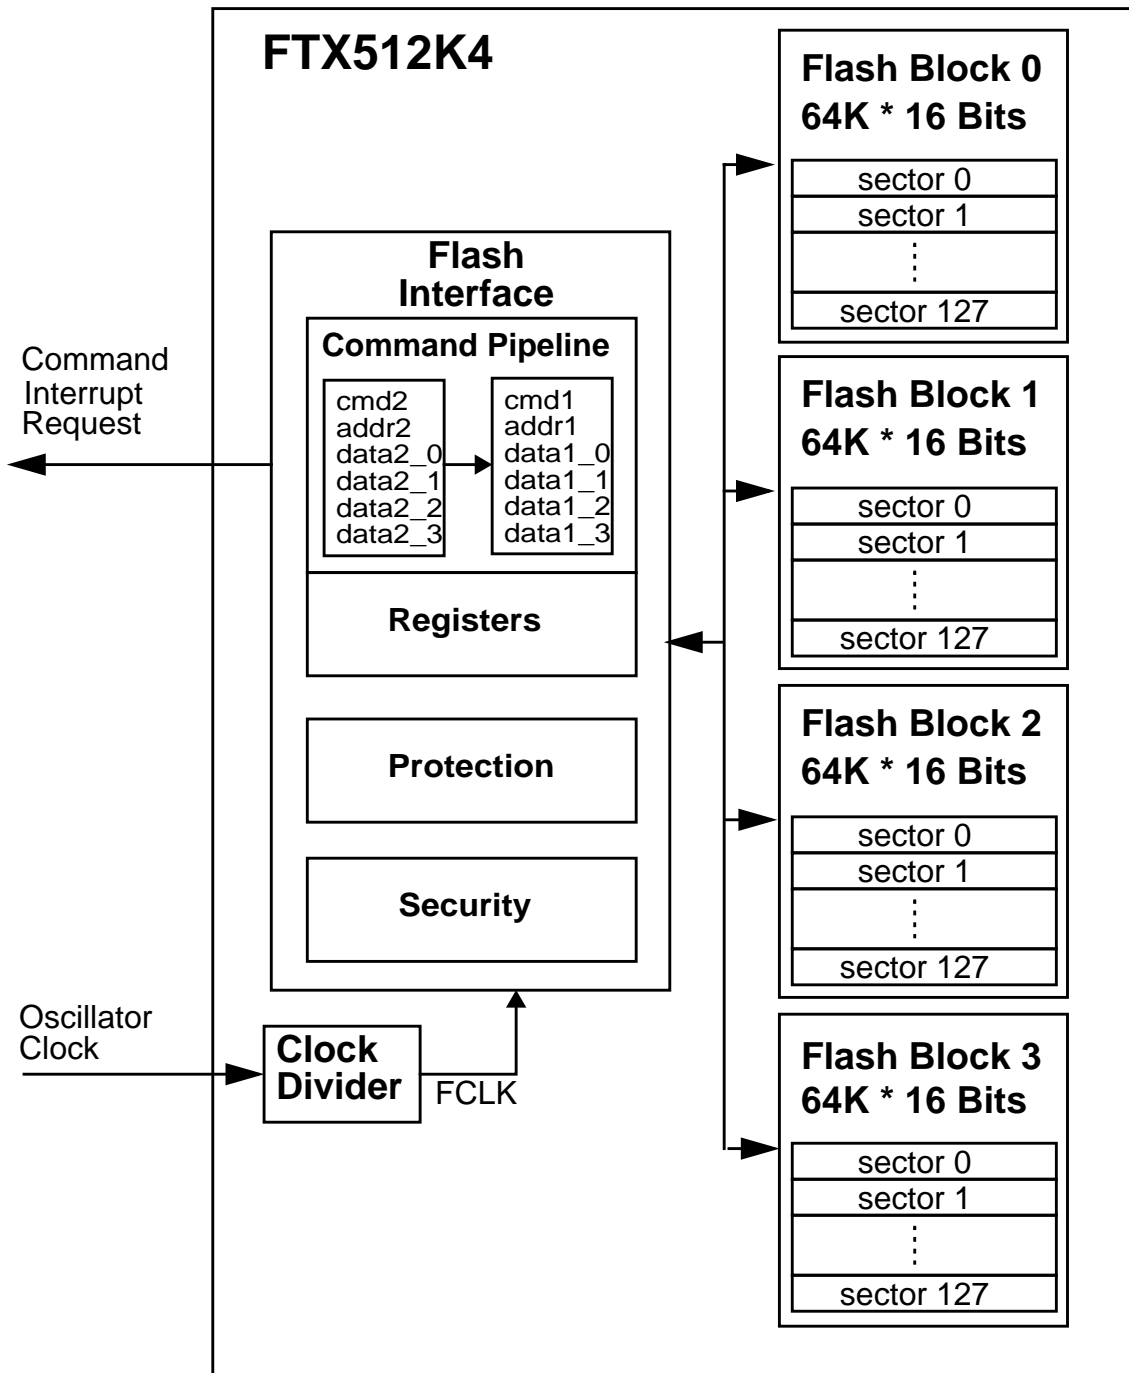 FTX512K4
Command
Interrupt
Request
Flash
Interface
Command Pipeline
cmd2
addr2
data2_0
data2_1
data2_2
data2_3
cmd1
addr1
data1_0
data1_1
data1_2
data1_3
Registers
Protection
Security
Oscillator
Clock
Clock
Divider
FCLK
Flash Block 0
64K * 16 Bits
sector 0
sector 1
sector 127
Flash Block 1
64K * 16 Bits
sector 0
sector 1
sector 127
Flash Block 2
64K * 16 Bits
sector 0
sector 1
sector 127
Flash Block 3
64K * 16 Bits
sector 0
sector 1
sector 127